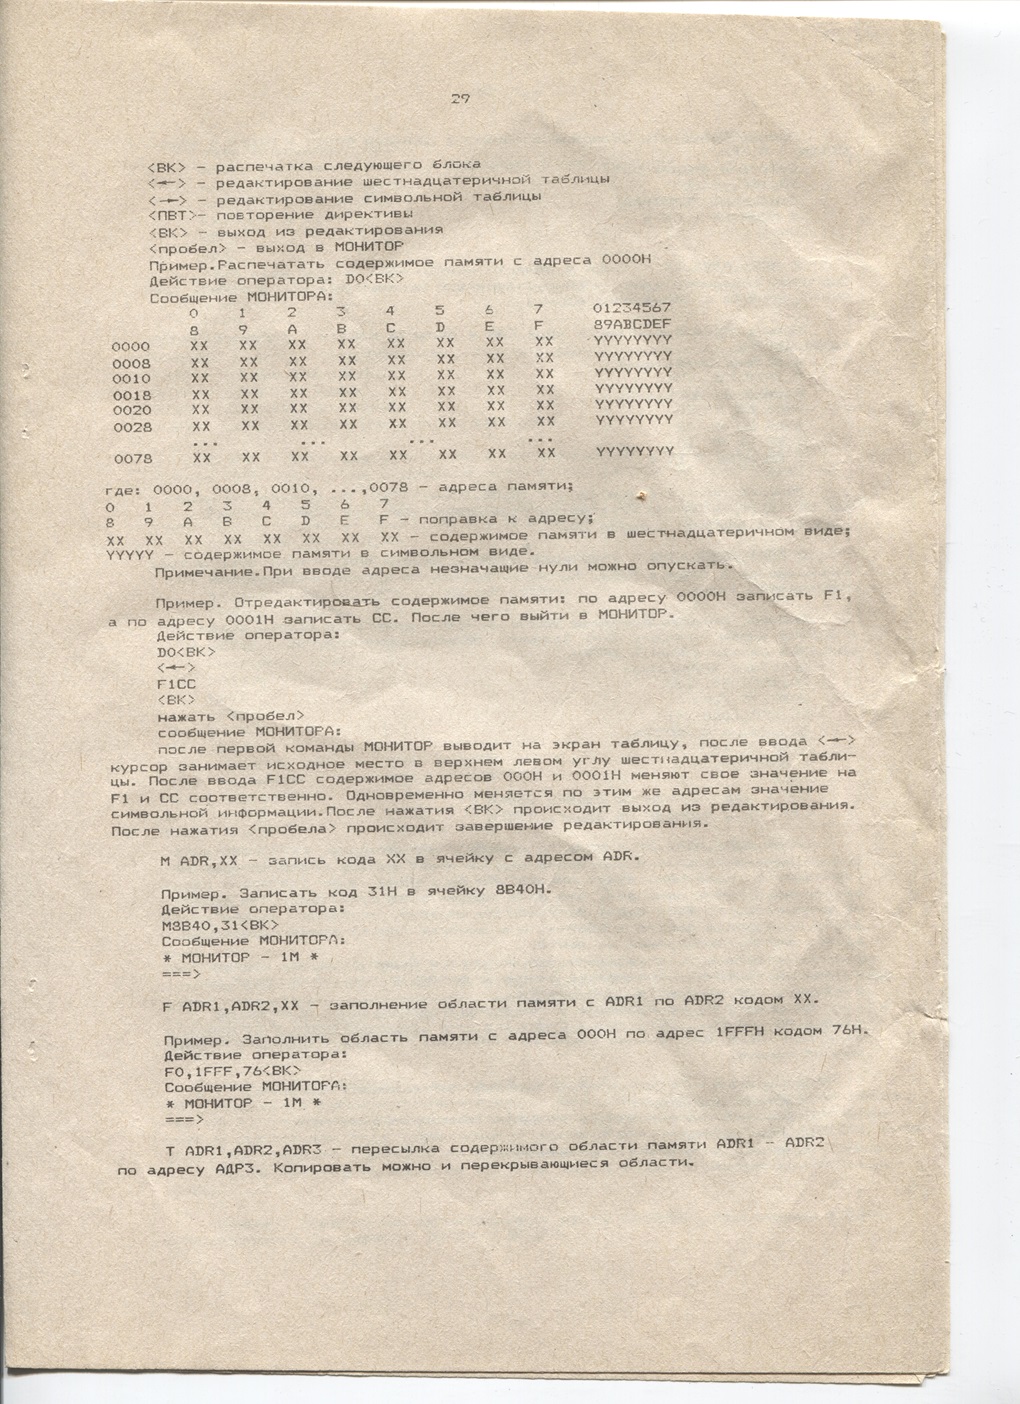 29
<ВК> - распечатка следующего блока
<←> - редактирование шестнадцатеричной таблицы
<→> - редактирование символьной таблицы
<ПВТ>- повторение директивы
<ВК> - выход из редактирования
<пробел> - выход в МОНИТОР
Пример.Распечатать содержимое памяти с адреса 0000Н
Действие оператора: D0<ВК>
Сообщение МОНИТОРА:
0 1 2 3 4 5 6 7 01234567
8 9 A B C D E F 89ABCDEF
0000 XX XX XX XX XX XX XX XX YYYYYYYY
0008 XX XX XX XX XX XX XX XX YYYYYYYY
0010 XX XX XX XX XX XX XX XX YYYYYYYY
0018 XX XX XX XX XX XX XX XX YYYYYYYY
0020 XX XX XX XX XX XX XX XX YYYYYYYY
0028 XX XX XX XX XX XX XX XX YYYYYYYY
... ... ... ...
0078 XX XX XX XX XX XX XX XX YYYYYYYY
где: 0000, 0008, 0010, ...,0078 - адреса памяти;
0 1 2 3 4 5 6 7
8 9 A B C D E F - поправка к адресу;
XX XX XX XX XX XX XX XX - содержимое памяти в шестнадцатеричном виде;
YYYYY - содержимое памяти в символьном виде.
Примечание.При вводе адреса незначащие нули можно опускать.
Пример. Отредактировать содержимое памяти: по адресу 0000Н записать F1,
а по адресу 0001Н записать СС. После чего выйти в МОНИТОР.
Действие оператора:
D0<ВК>
<←>
F1CC
<ВК>
нажать <пробел>
сообщение МОНИТОРА:
после первой команды МОНИТОР выводит на экран таблицу, после ввода <←>
курсор занимает исходное место в верхнем левом углу шестнадцатеричной табли-
цы. После ввода F1CC содержимое адресов 000Н и 0001Н меняют свое значение на
F1 и СС соответственно. Одновременно меняется по этим же адресам значение
символьной информации.После нажатия <ВК> происходит выход из редактирования.
После нажатия <пробела> происходит завершение редактирования.
M ADR,XX - запись кода XX в ячейку с адресом ADR.
Пример. Записать код 31Н в ячейку 8В40Н.
Действие оператора:
M8B40,31<ВК>
Сообщение МОНИТОРА:
* МОНИТОР - 1М *
===>
F ADR1,ADR2,XX - заполнение области памяти с ADR1 по ADR2 кодом XX.
Пример. Заполнить область памяти с адреса 000Н по адрес 1FFFH кодом 76Н.
Действие оператора:
F0,1FFF,76<ВК>
Сообщение МОНИТОРА:
* МОНИТОР - 1М *
===>
T ADR1,ADR2,ADR3 - пересылка содержимого области памяти ADR1 - ADR2
по адресу АДР3. Копировать можно и перекрывающиеся области.